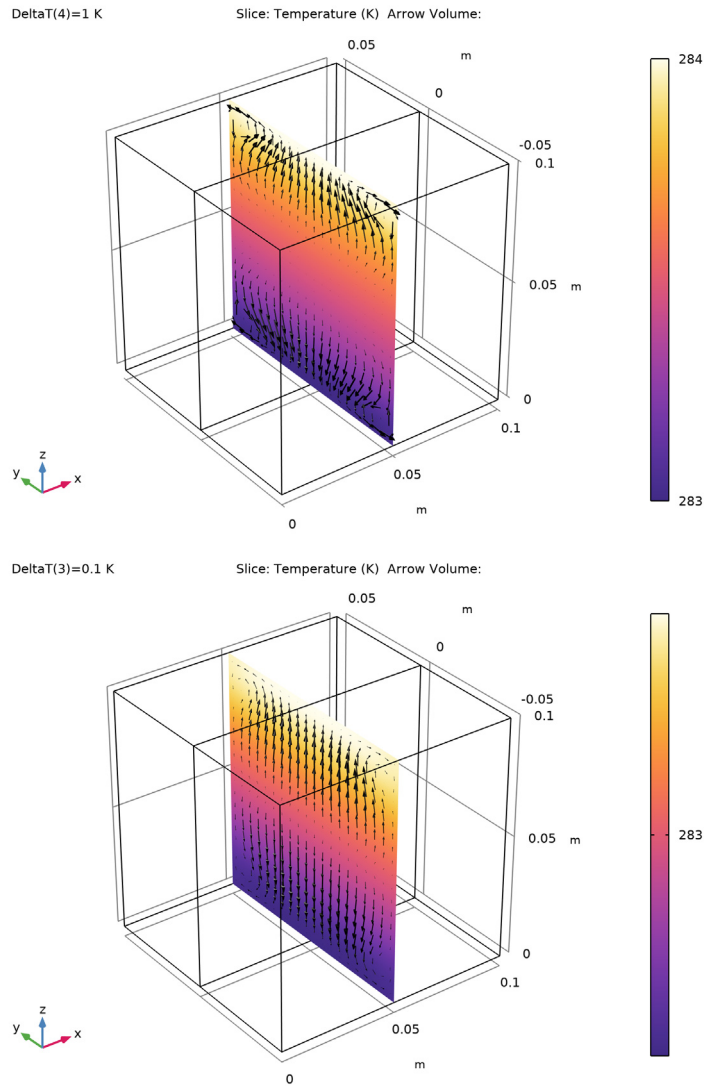 DeltaT(4)=1 K Slice: Temperature (K) Arrow Volume:
0.05
m
284
0
-0.05
0.1
0.05 m
0
0.1
283
0.05
z
y
x
m
0
DeltaT(3)=0.1 K Slice: Temperature (K) Arrow Volume:
0.05
m
0
-0.05
0.1
0.05 m
283
0
0.1
z
0.05
y
x
m
0